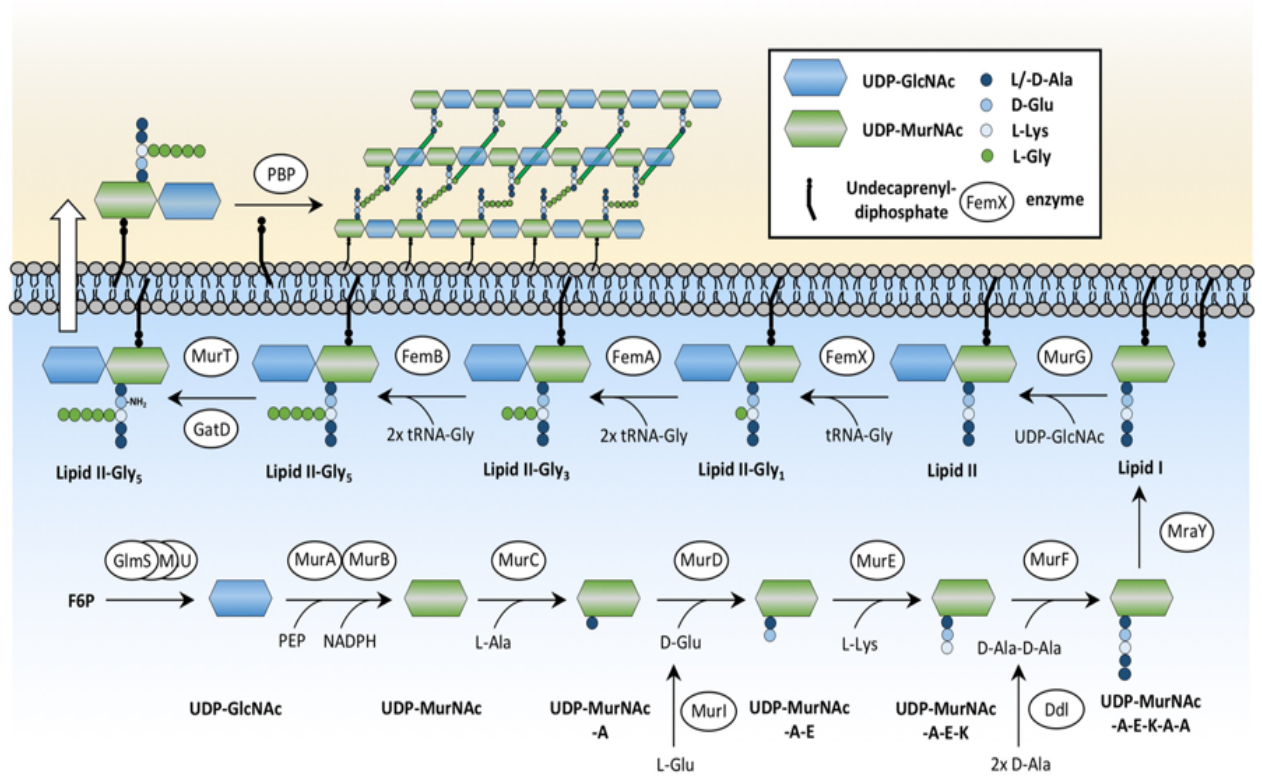 UDP-GlcNAc
UDP-MurNAc
L/-D-Ala
D-Glu
L-Lys
L-Gly
Undecaprenyl-
diphosphate
FemX
enzyme
PBP
MurT
GatD
-NH₂
FemB
2x tRNA-Gly
FemA
2x tRNA-Gly
FemX
tRNA-Gly
MurG
UDP-GlcNAc
Lipid II-Gly₅
Lipid II-Gly₅
Lipid II-Gly₃
Lipid II-Gly₁
Lipid II
Lipid I
MraY
F6P
GlmS
M
U
MurA
MurB
PEP
NADPH
MurC
L-Ala
MurD
D-Glu
MurE
L-Lys
MurF
D-Ala-D-Ala
UDP-GlcNAc
UDP-MurNAc
UDP-MurNAc
-A
MurI
L-Glu
UDP-MurNAc
-A-E
UDP-MurNAc
-A-E-K
Ddl
2x D-Ala
UDP-MurNAc
-A-E-K-A-A